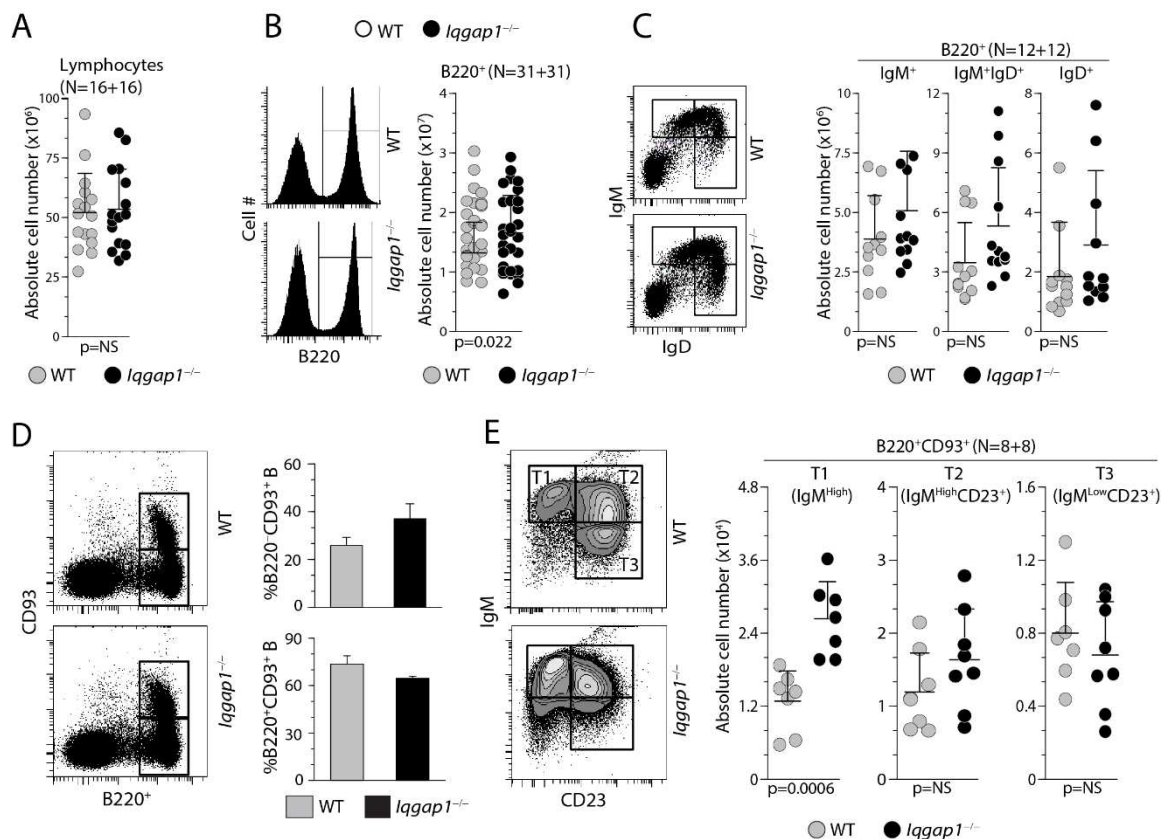 A
Lymphocytes
(N=16+16)
Absolute cell number (x10⁶)
100
75
50
25
0
p=NS
WT Iqgap1⁻/⁻
B
WT Iqgap1⁻/⁻
Cell #
WT
Iqgap1⁻/⁻
B220
B220⁺ (N=31+31)
Absolute cell number (x10⁷)
4
3
2
1
0
p=0.022
WT Iqgap1⁻/⁻
C
IgM
WT
Iqgap1⁻/⁻
IgD
B220⁺ (N=12+12)
IgM⁺ IgM⁺IgD⁺ IgD⁺
Absolute cell number (x10⁶)
10 12 8
7.5 9 6
5.0 6 4
2.5 3 2
0 0 0
p=NS p=NS p=NS
WT Iqgap1⁻/⁻
D
CD93
WT
Iqgap1⁻/⁻
B220⁺
%B220⁻CD93⁺ B
60
40
20
0
%B220⁺CD93⁺ B
90
60
30
0
WT Iqgap1⁻/⁻
E
IgM
T1 T2
T3
WT
Iqgap1⁻/⁻
CD23
B220⁺CD93⁺ (N=8+8)
T1 T2 T3
(IgMᴴⁱᵍʰ) (IgMᴴⁱᵍʰCD23⁺) (IgMᴸᵒʷCD23⁺)
Absolute cell number (x10⁴)
4.8 4 1.6
3.6 3 1.2
2.4 2 0.8
1.2 1 0.4
0 0 0
p=0.0006 p=NS p=NS
WT Iqgap1⁻/⁻